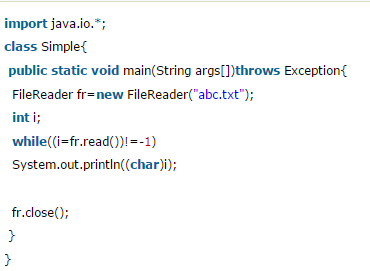 import java.io.*;
class Simple{
public static void main(String args[])throws Exception{
FileReader fr=new FileReader("abc.txt");
int i;
while((i=fr.read())!=-1)
System.out.println((char)i);
fr.close();
}
}